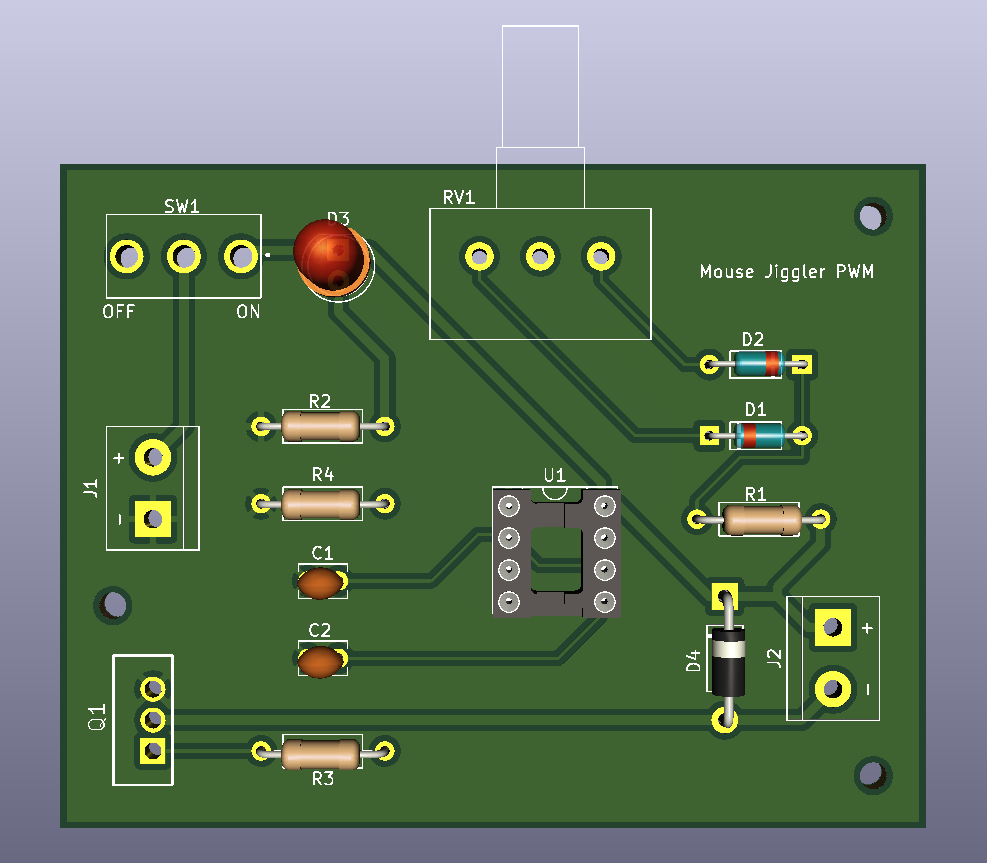 SW1
D3
RV1
Mouse Jiggler PWM
OFF
ON
D2
R2
D1
+
J1
-
R4
U1
R1
C1
C2
D4
J2
+
-
Q1
R3